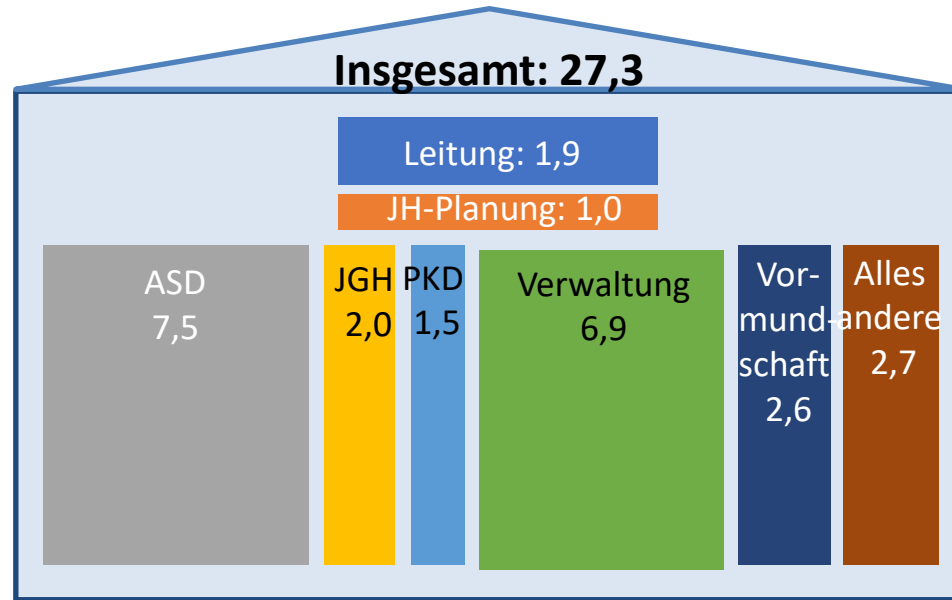 Insgesamt: 27,3
Leitung: 1,9
JH-Planung: 1,0
ASD
7,5
JGH
2,0
PKD
1,5
Verwaltung
6,9
Vor-
mund-
schaft
2,6
Alles
andere
2,7